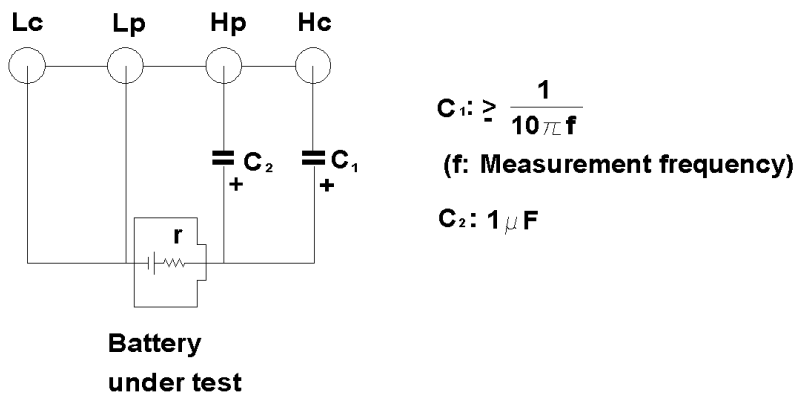 Lc Lp Hp Hc
C₁: ≥ 1
10πf
(f: Measurement frequency)
C₂ + C₁ +
C₂: 1μF
r
Battery
under test